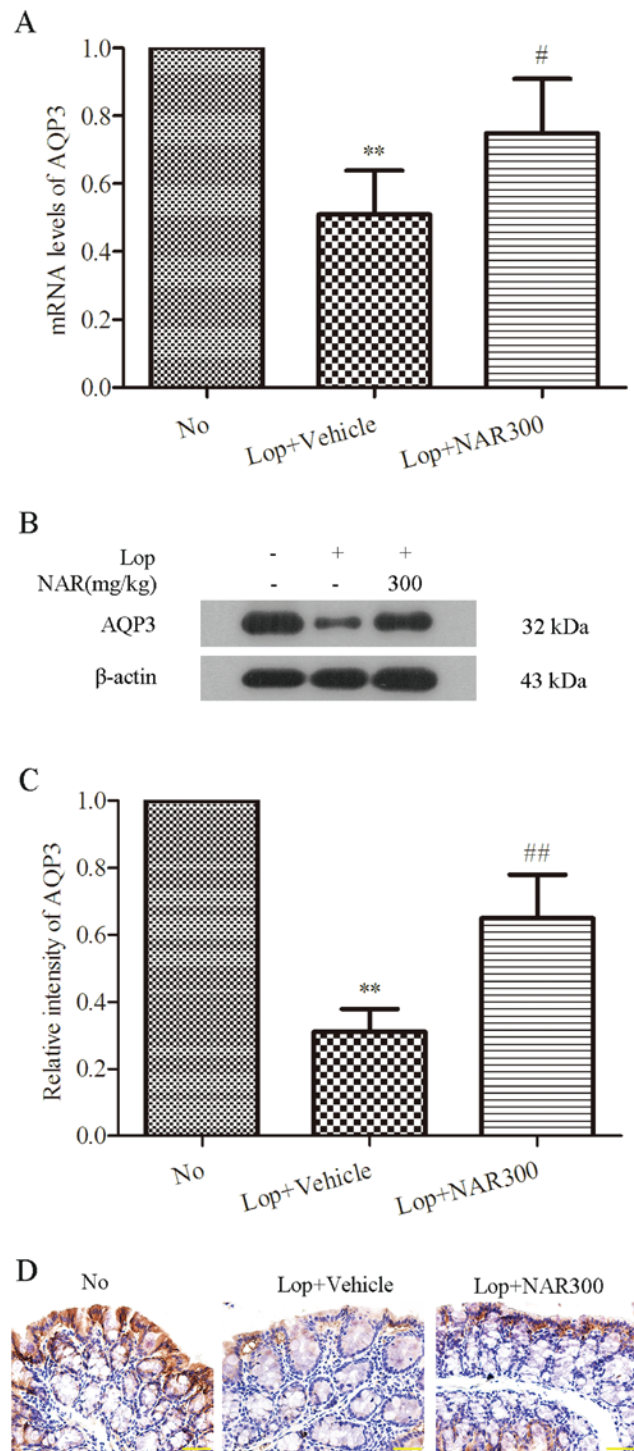 A
mRNA levels of AQP3
1.0
0.8
0.6
0.4
0.2
0.0
**
#
No
Lop+Vehicle
Lop+NAR300
B
Lop - + +
NAR(mg/kg) - - 300
AQP3 32 kDa
β-actin 43 kDa
C
Relative intensity of AQP3
1.0
0.8
0.6
0.4
0.2
0.0
**
##
No
Lop+Vehicle
Lop+NAR300
D
No Lop+Vehicle Lop+NAR300